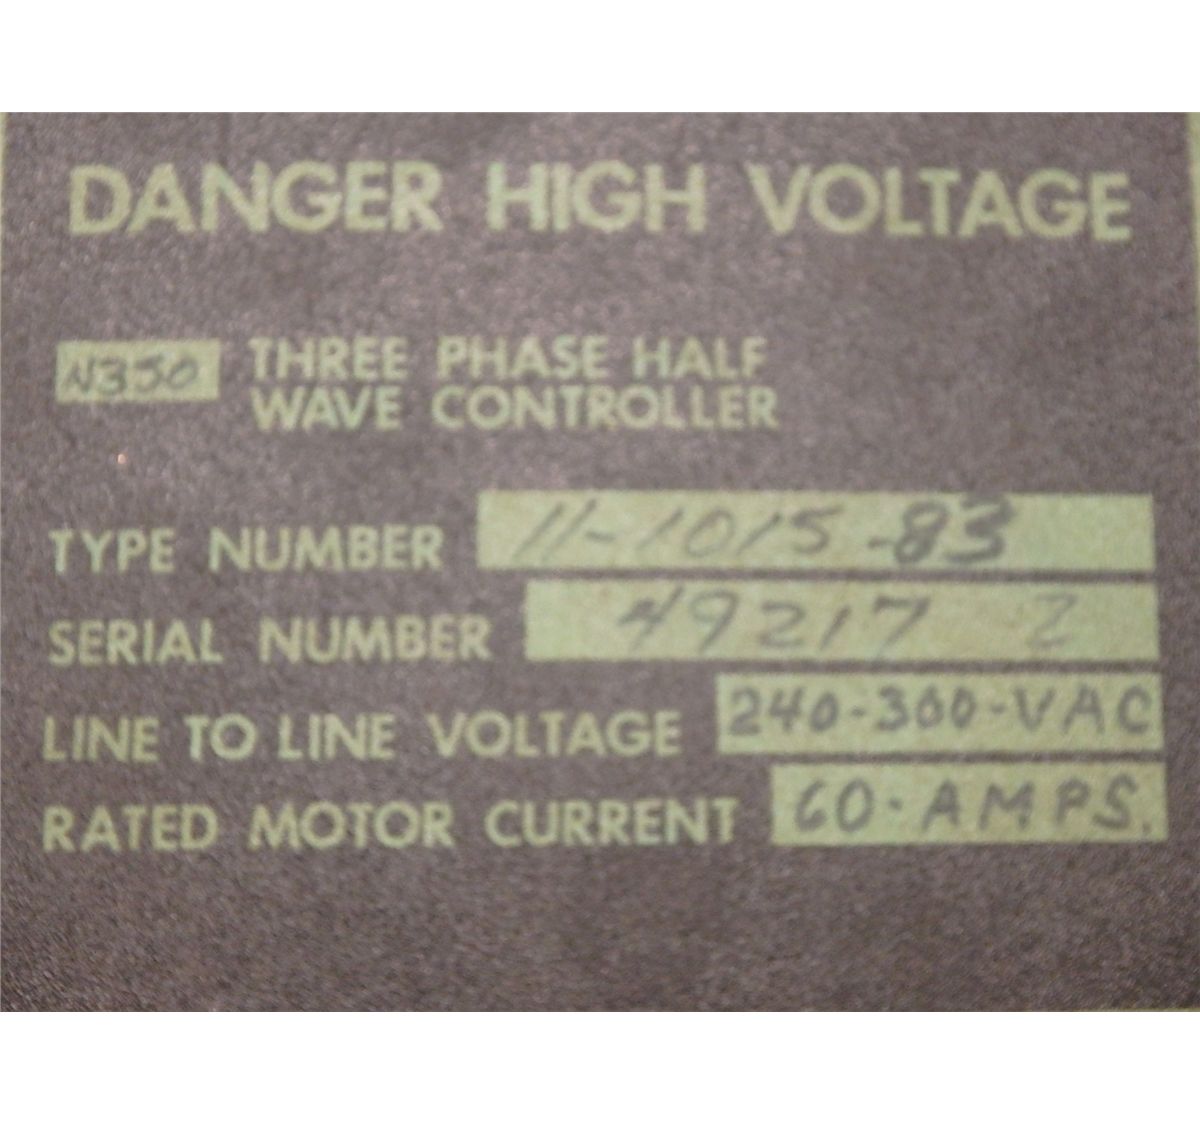 DANGER HIGH VOLTAGE
N350 THREE PHASE HALF
WAVE CONTROLLER
TYPE NUMBER 11-1015-83
SERIAL NUMBER 49217 2
LINE TO LINE VOLTAGE 240-300-VAC
RATED MOTOR CURRENT 60-AMPS.